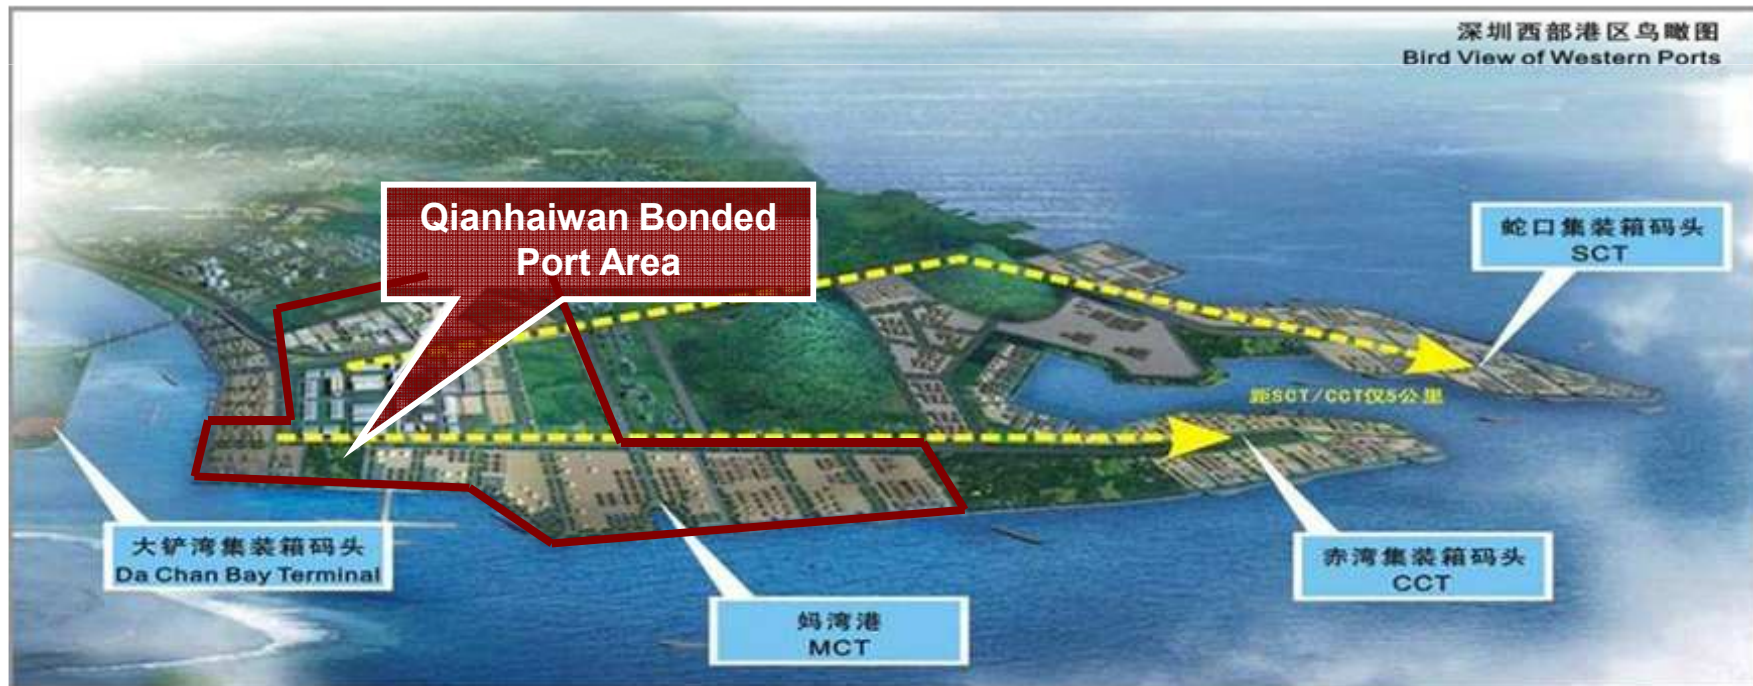 深圳西部港区鸟瞰图
Bird View of Western Ports
Qianhaiwan Bonded
Port Area
蛇口集装箱码头
SCT
距SCT/CCT仅5公里
大铲湾集装箱码头
Da Chan Bay Terminal
赤湾集装箱码头
CCT
妈湾港
MCT